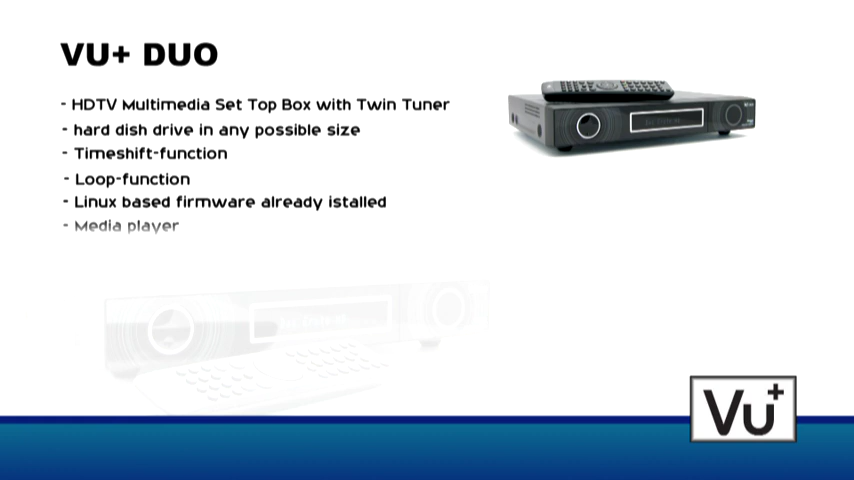 VU+ DUO
- HDTV Multimedia Set Top Box with Twin Tuner
- hard dish drive in any possible size
- Timeshift-function
- Loop-function
- Linux based firmware already istalled
- Media player
Vu+